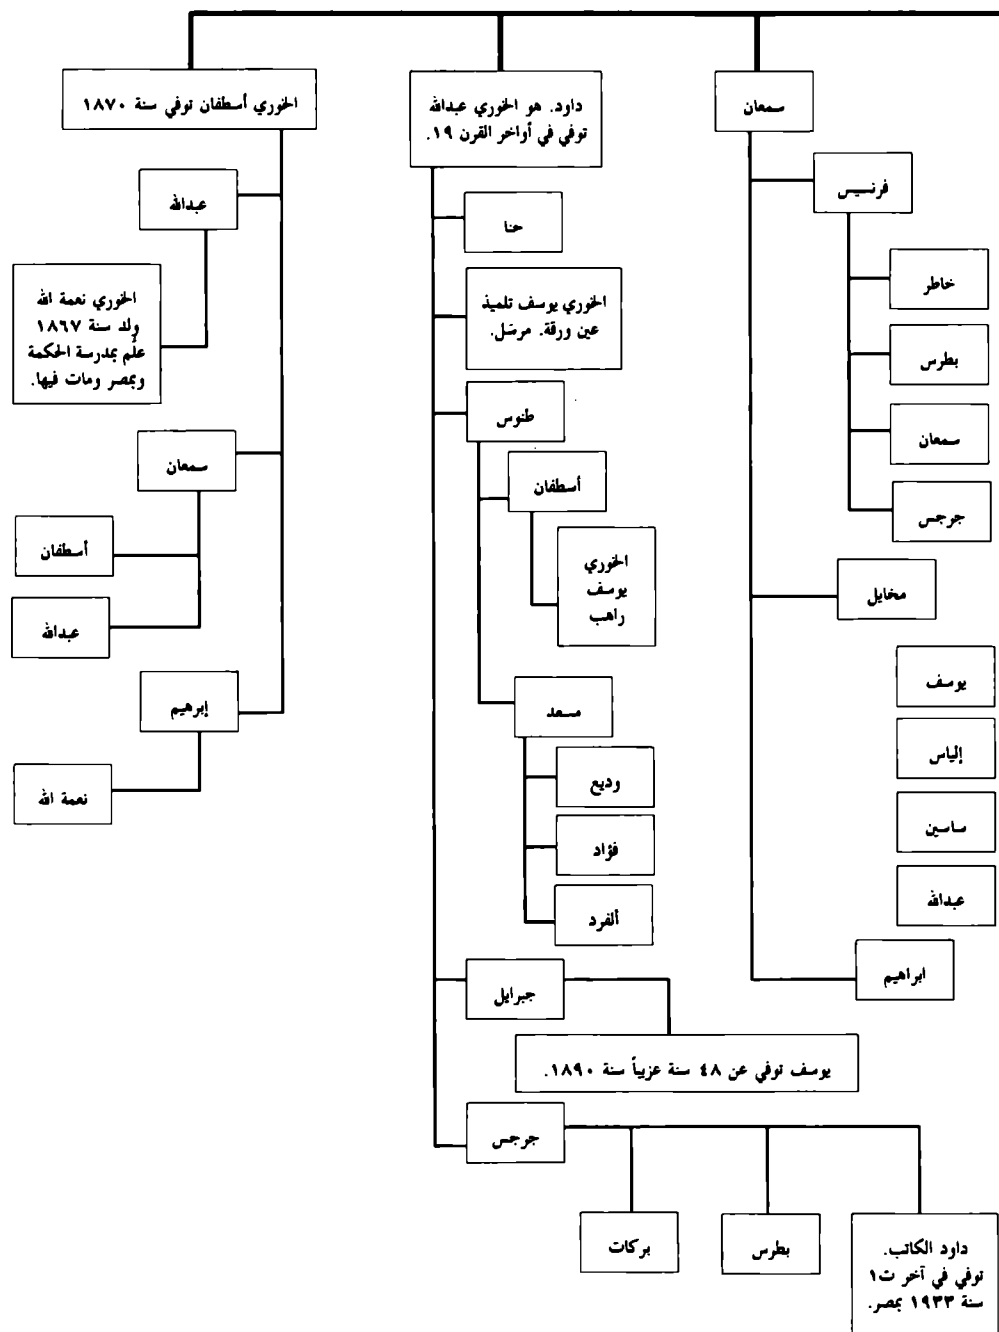 سمعان
فرنسيس
خاطر
بطرس
سمعان
جرجس
مخايل
يوسف
إلياس
ساسين
عبدالله
ابراهيم
داود. هو الخوري عبدالله
توفي في أواخر القرن ١٩.
حنا
الخوري يوسف تلميذ
عين ورقة. مرسَل.
طنوس
أسطفان
الخوري
يوسف
راهب
مسعد
وديع
فؤاد
ألفرد
جبرايل
يوسف توفي عن ٤٨ سنة عزيباً سنة ١٨٩٠.
جرجس
داود الكاتب.
توفي في آخر ت١
سنة ١٩٣٣ بمصر.
بطرس
بركات
الخوري أسطفان توفي سنة ١٨٧٠
عبدالله
الخوري نعمة الله
ولد سنة ١٨٦٧
علَّم بمدرسة الحكمة
وبمصر ومات فيها.
سمعان
أسطفان
عبدالله
إبرهيم
نعمة الله